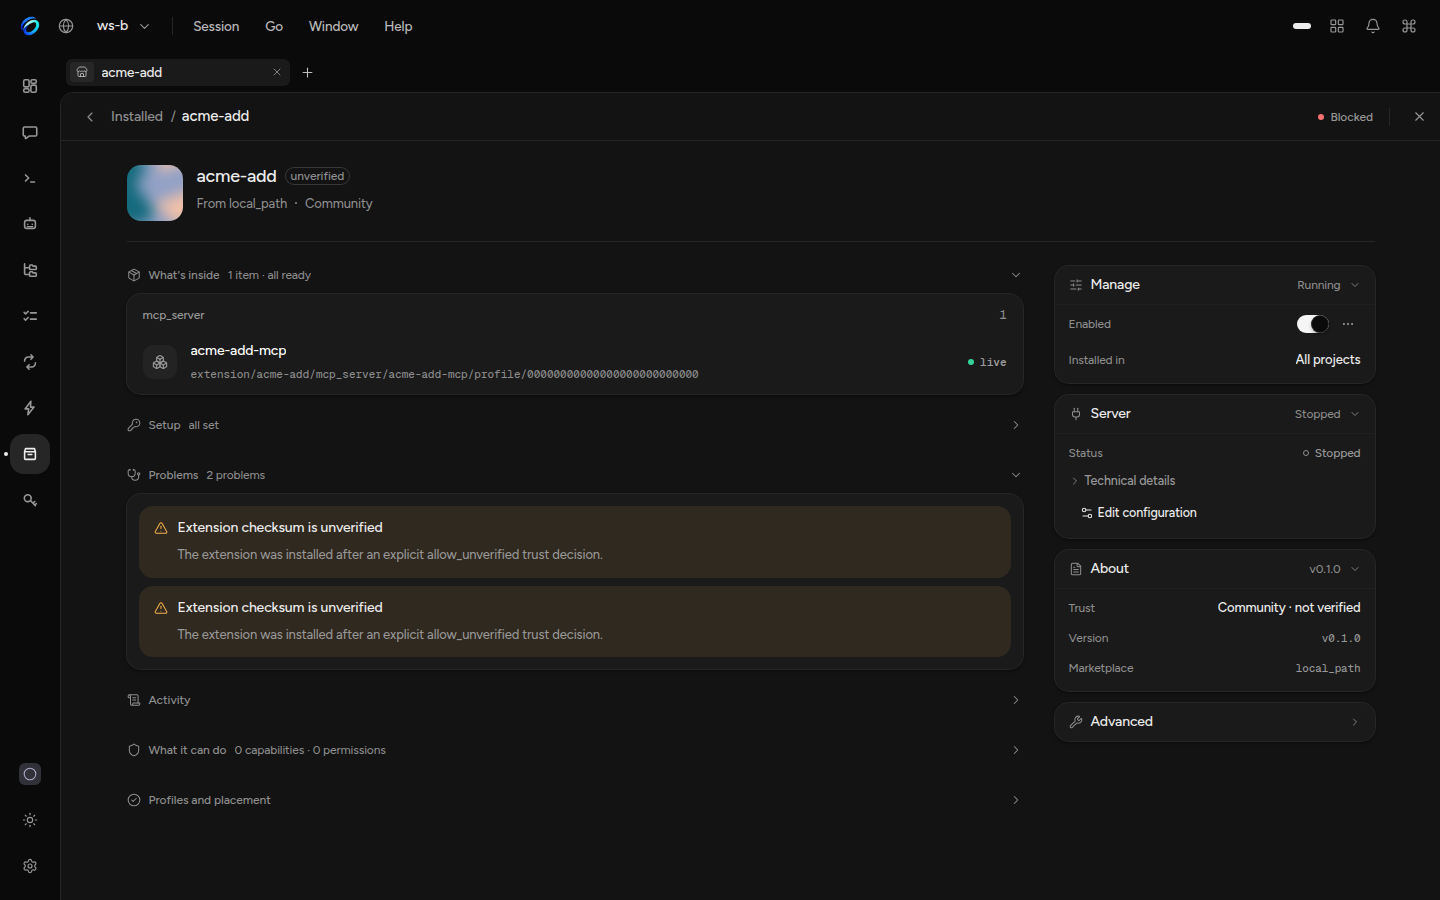 ws-b
Session
Go
Window
Help
acme-add
Installed / acme-add
Blocked
acme-add unverified
From local_path · Community
What's inside 1 item · all ready
mcp_server 1
acme-add-mcp
extension/acme-add/mcp_server/acme-add-mcp/profile/00000000000000000000000000
live
Setup all set
Problems 2 problems
Extension checksum is unverified
The extension was installed after an explicit allow_unverified trust decision.
Extension checksum is unverified
The extension was installed after an explicit allow_unverified trust decision.
Activity
What it can do 0 capabilities · 0 permissions
Profiles and placement
Manage Running
Enabled
Installed in All projects
Server Stopped
Status Stopped
Technical details
Edit configuration
About v0.1.0
Trust Community · not verified
Version v0.1.0
Marketplace local_path
Advanced